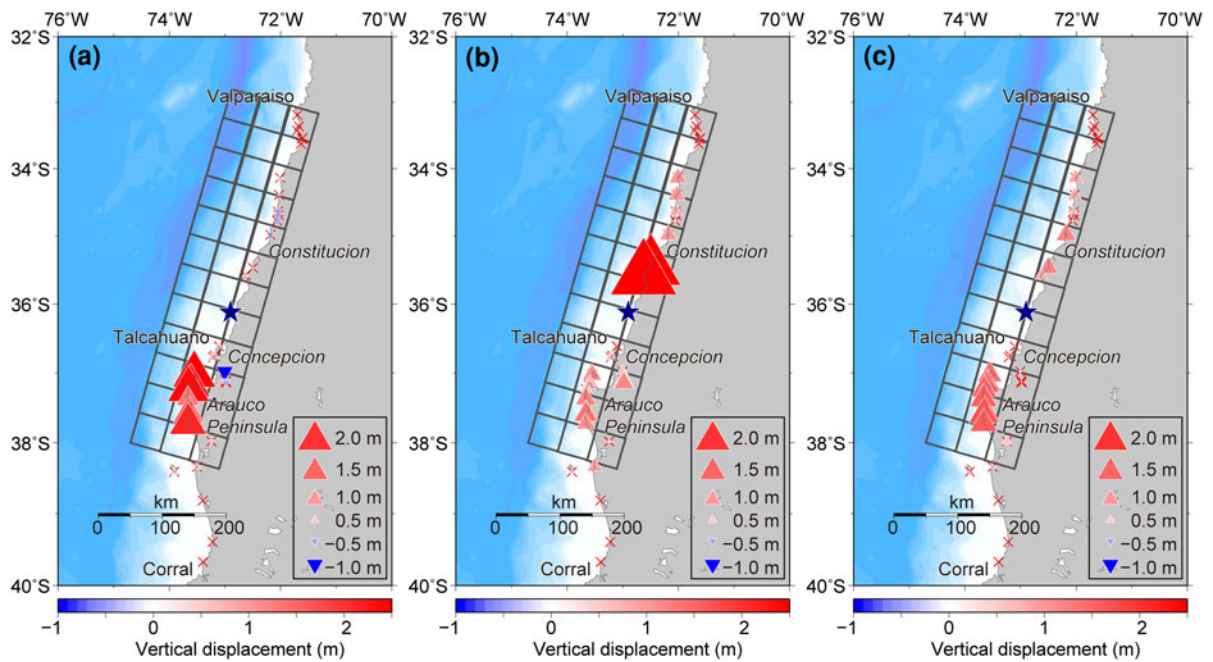 76°W 74°W 72°W 70°W
32°S
34°S
36°S
38°S
40°S
(a)
Valparaiso
Constitucion
Talcahuano
Concepcion
Arauco
Peninsula
Corral
km
0 100 200
2.0 m
1.5 m
1.0 m
0.5 m
−0.5 m
−1.0 m
−1 0 1 2
Vertical displacement (m)
76°W 74°W 72°W 70°W
32°S
34°S
36°S
38°S
40°S
(b)
Valparaiso
Constitucion
Talcahuano
Concepcion
Arauco
Peninsula
Corral
km
0 100 200
2.0 m
1.5 m
1.0 m
0.5 m
−0.5 m
−1.0 m
−1 0 1 2
Vertical displacement (m)
76°W 74°W 72°W 70°W
32°S
34°S
36°S
38°S
40°S
(c)
Valparaiso
Constitucion
Talcahuano
Concepcion
Arauco
Peninsula
Corral
km
0 100 200
2.0 m
1.5 m
1.0 m
0.5 m
−0.5 m
−1.0 m
−1 0 1 2
Vertical displacement (m)